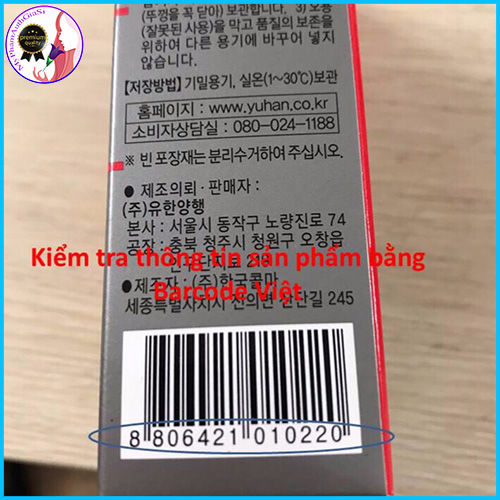 MyPhamAnhChaSi
premium
quality
(뚜껑을 꼭 닫아) 보관합니다. 3) 오용
(잘못된 사용)을 막고 품질의 보존을
위하여 다른 용기에 바꾸어 넣지
않습니다.
[저장방법] 기밀용기, 실온(1~30℃)보관
홈페이지 : www.yuhan.co.kr
소비자상담실 : 080-024-1188
※ 빈 포장재는 분리수거하여 주십시오.
● 제조의뢰·판매자 :
(주)유한양행
본사 : 서울시 동작구 노량진로 74
공장 : 충북 청주시 청원구 오창읍
Kiểm tra thông tin sản phẩm bằng
Barcode Việt
● 제조자 : (주)한국콜마
세종특별자치시 전의면 산단길 245
8 806421 010220